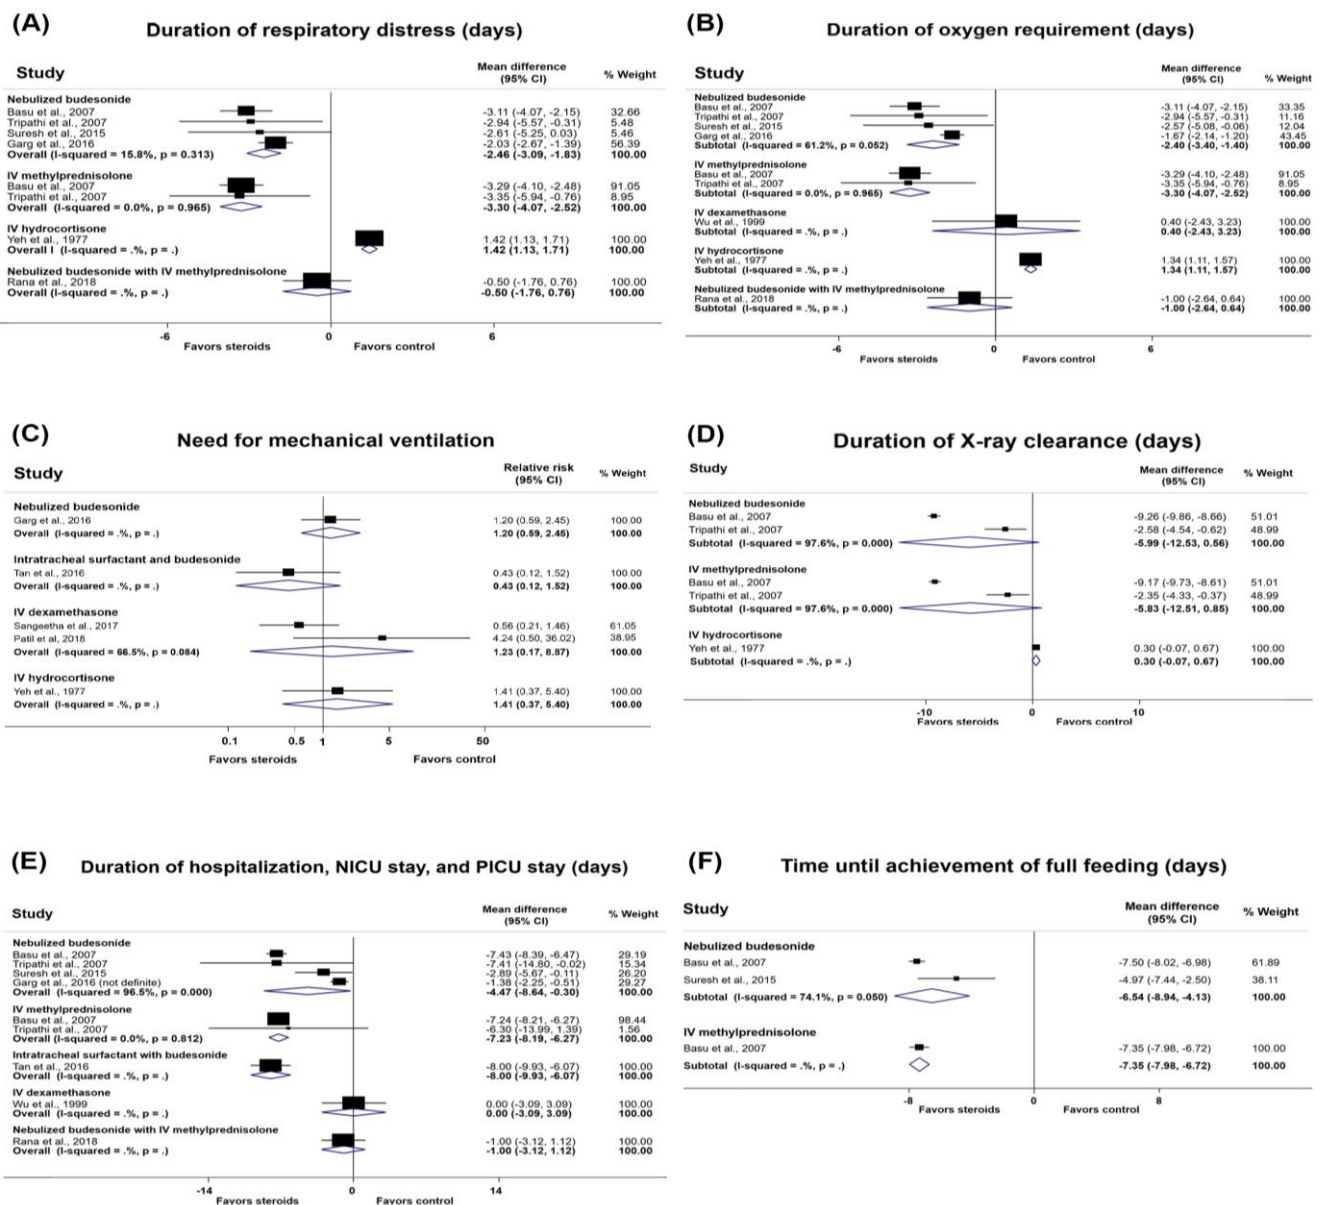 (A)
Duration of respiratory distress (days)
Study Mean difference (95% CI) % Weight
Nebulized budesonide
Basu et al., 2007 -3.11 (-4.07, -2.15) 32.66
Tripathi et al., 2007 -2.94 (-5.57, -0.31) 5.48
Suresh et al., 2015 -2.61 (-5.25, 0.03) 5.46
Garg et al., 2016 -2.03 (-2.67, -1.39) 56.39
Overall (I-squared = 15.8%, p = 0.313) -2.46 (-3.09, -1.83) 100.00
IV methylprednisolone
Basu et al., 2007 -3.29 (-4.10, -2.48) 91.05
Tripathi et al., 2007 -3.35 (-5.94, -0.76) 8.95
Overall (I-squared = 0.0%, p = 0.965) -3.30 (-4.07, -2.52) 100.00
IV hydrocortisone
Yeh et al., 1977 1.42 (1.13, 1.71) 100.00
Overall I (I-squared = .%, p = .) 1.42 (1.13, 1.71) 100.00
Nebulized budesonide with IV methylprednisolone
Rana et al., 2018 -0.50 (-1.76, 0.76) 100.00
Overall (I-squared = .%, p = .) -0.50 (-1.76, 0.76) 100.00
-6 0 6
Favors steroids Favors control
(B)
Duration of oxygen requirement (days)
Study Mean difference (95% CI) % Weight
Nebulized budesonide
Basu et al., 2007 -3.11 (-4.07, -2.15) 33.35
Tripathi et al., 2007 -2.94 (-5.57, -0.31) 11.16
Suresh et al., 2015 -2.57 (-5.08, -0.06) 12.04
Garg et al., 2016 -1.67 (-2.14, -1.20) 43.45
Subtotal (I-squared = 61.2%, p = 0.052) -2.40 (-3.40, -1.40) 100.00
IV methylprednisolone
Basu et al., 2007 -3.29 (-4.10, -2.48) 91.05
Tripathi et al., 2007 -3.35 (-5.94, -0.76) 8.95
Subtotal (I-squared = 0.0%, p = 0.965) -3.30 (-4.07, -2.52) 100.00
IV dexamethasone
Wu et al., 1999 0.40 (-2.43, 3.23) 100.00
Subtotal (I-squared = .%, p = .) 0.40 (-2.43, 3.23) 100.00
IV hydrocortisone
Yeh et al., 1977 1.34 (1.11, 1.57) 100.00
Subtotal (I-squared = .%, p = .) 1.34 (1.11, 1.57) 100.00
Nebulized budesonide with IV methylprednisolone
Rana et al., 2018 -1.00 (-2.64, 0.64) 100.00
Subtotal (I-squared = .%, p = .) -1.00 (-2.64, 0.64) 100.00
-6 0 6
Favors steroids Favors control
(C)
Need for mechanical ventilation
Study Relative risk (95% CI) % Weight
Nebulized budesonide
Garg et al., 2016 1.20 (0.59, 2.45) 100.00
Overall (I-squared = .%, p = .) 1.20 (0.59, 2.45) 100.00
Intratracheal surfactant and budesonide
Tan et al., 2016 0.43 (0.12, 1.52) 100.00
Overall (I-squared = .%, p = .) 0.43 (0.12, 1.52) 100.00
IV dexamethasone
Sangeetha et al., 2017 0.56 (0.21, 1.46) 61.05
Patil et al, 2018 4.24 (0.50, 36.02) 38.95
Overall (I-squared = 66.5%, p = 0.084) 1.23 (0.17, 8.87) 100.00
IV hydrocortisone
Yeh et al., 1977 1.41 (0.37, 5.40) 100.00
Overall (I-squared = .%, p = .) 1.41 (0.37, 5.40) 100.00
0.1 0.5 1 5 50
Favors steroids Favors control
(D)
Duration of X-ray clearance (days)
Study Mean difference (95% CI) % Weight
Nebulized budesonide
Basu et al., 2007 -9.26 (-9.86, -8.66) 51.01
Tripathi et al., 2007 -2.58 (-4.54, -0.62) 48.99
Subtotal (I-squared = 97.6%, p = 0.000) -5.99 (-12.53, 0.56) 100.00
IV methylprednisolone
Basu et al., 2007 -9.17 (-9.73, -8.61) 51.01
Tripathi et al., 2007 -2.35 (-4.33, -0.37) 48.99
Subtotal (I-squared = 97.6%, p = 0.000) -5.83 (-12.51, 0.85) 100.00
IV hydrocortisone
Yeh et al., 1977 0.30 (-0.07, 0.67) 100.00
Subtotal (I-squared = .%, p = .) 0.30 (-0.07, 0.67) 100.00
-10 0 10
Favors steroids Favors control
(E)
Duration of hospitalization, NICU stay, and PICU stay (days)
Study Mean difference (95% CI) % Weight
Nebulized budesonide
Basu et al., 2007 -7.43 (-8.39, -6.47) 29.19
Tripathi et al., 2007 -7.41 (-14.80, -0.02) 15.34
Suresh et al., 2015 -2.89 (-5.67, -0.11) 26.20
Garg et al., 2016 (not definite) -1.38 (-2.25, -0.51) 29.27
Overall (I-squared = 96.5%, p = 0.000) -4.47 (-8.64, -0.30) 100.00
IV methylprednisolone
Basu et al., 2007 -7.24 (-8.21, -6.27) 98.44
Tripathi et al., 2007 -6.30 (-13.99, 1.39) 1.56
Overall (I-squared = 0.0%, p = 0.812) -7.23 (-8.19, -6.27) 100.00
Intratracheal surfactant with budesonide
Tan et al., 2016 -8.00 (-9.93, -6.07) 100.00
Overall (I-squared = .%, p = .) -8.00 (-9.93, -6.07) 100.00
IV dexamethasone
Wu et al., 1999 0.00 (-3.09, 3.09) 100.00
Overall (I-squared = .%, p = .) 0.00 (-3.09, 3.09) 100.00
Nebulized budesonide with IV methylprednisolone
Rana et al., 2018 -1.00 (-3.12, 1.12) 100.00
Overall (I-squared = .%, p = .) -1.00 (-3.12, 1.12) 100.00
-14 0 14
Favors steroids Favors control
(F)
Time until achievement of full feeding (days)
Study Mean difference (95% CI) % Weight
Nebulized budesonide
Basu et al., 2007 -7.50 (-8.02, -6.98) 61.89
Suresh et al., 2015 -4.97 (-7.44, -2.50) 38.11
Subtotal (I-squared = 74.1%, p = 0.050) -6.54 (-8.94, -4.13) 100.00
IV methylprednisolone
Basu et al., 2007 -7.35 (-7.98, -6.72) 100.00
Subtotal (I-squared = .%, p = .) -7.35 (-7.98, -6.72) 100.00
-8 0 8
Favors steroids Favors control